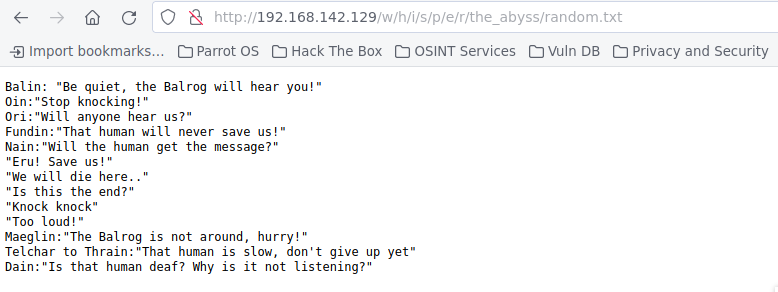 http://192.168.142.129/w/h/i/s/p/e/r/the_abyss/random.txt
Import bookmarks... Parrot OS Hack The Box OSINT Services Vuln DB Privacy and Security
Balin: "Be quiet, the Balrog will hear you!"
Oin:"Stop knocking!"
Ori:"Will anyone hear us?"
Fundin:"That human will never save us!"
Nain:"Will the human get the message?"
"Eru! Save us!"
"We will die here.."
"Is this the end?"
"Knock knock"
"Too loud!"
Maeglin:"The Balrog is not around, hurry!"
Telchar to Thrain:"That human is slow, don't give up yet"
Dain:"Is that human deaf? Why is it not listening?"